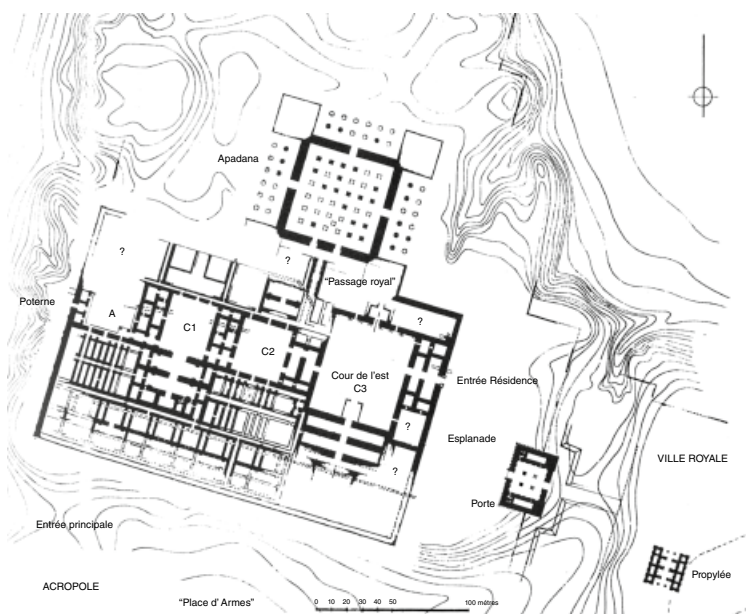 Apadana
?
?
"Passage royal"
Poterne
A
C1
C2
?
Cour de l'est
C3
Entrée Résidence
?
Esplanade
?
VILLE ROYALE
Porte
Entrée principale
Propylée
ACROPOLE
"Place d' Armes"
0 10 20 30 40 50 100 mètres